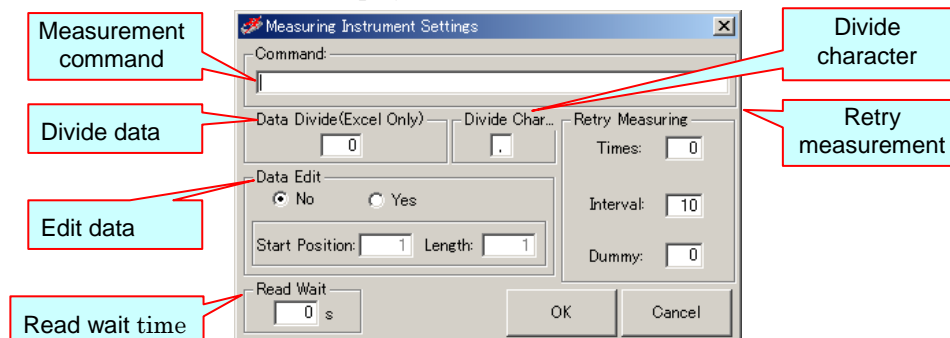 Measurement
command
Divide data
Edit data
Read wait time
Measuring Instrument Settings
Command:
Data Divide(Excel Only)
0
Divide Char...
,
Retry Measuring
Times: 0
Interval: 10
Dummy: 0
Data Edit
No Yes
Start Position: 1 Length: 1
Read Wait
0 s
OK Cancel
Divide
character
Retry
measurement